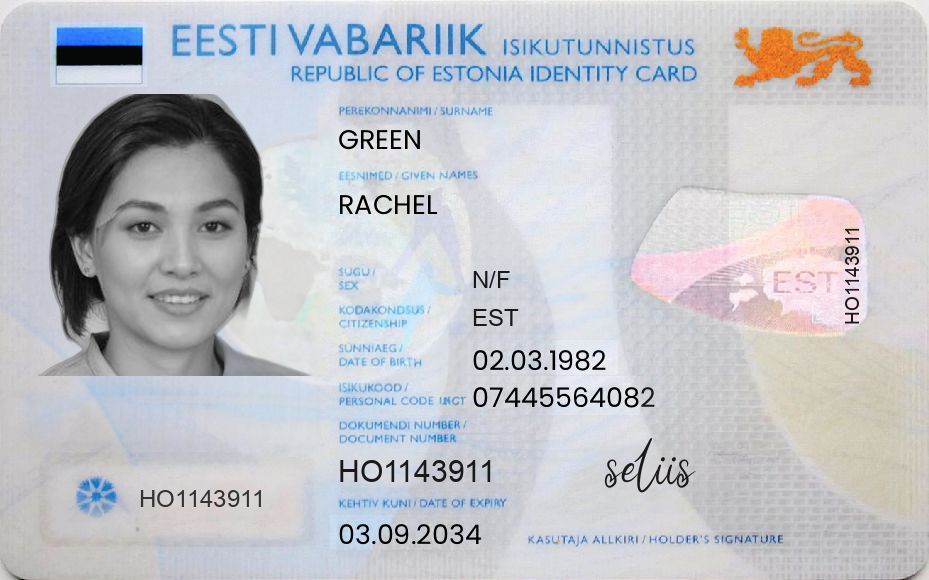 EESTI VABARIIK ISIKUTUNNISTUS
REPUBLIC OF ESTONIA IDENTITY CARD
PEREKONNANIMI / SURNAME
GREEN
EESNIMED / GIVEN NAMES
RACHEL
SUGU / SEX N/F
KODAKONDSUS / CITIZENSHIP EST
SÜNNIAEG / DATE OF BIRTH 02.03.1982
ISIKUKOOD / PERSONAL CODE 07445564082
DOKUMENDI NUMBER / DOCUMENT NUMBER
HO1143911
KEHTIV KUNI / DATE OF EXPIRY
03.09.2034
HO1143911
EST
HO1143911
seliis
KASUTAJA ALLKIRI / HOLDER'S SIGNATURE